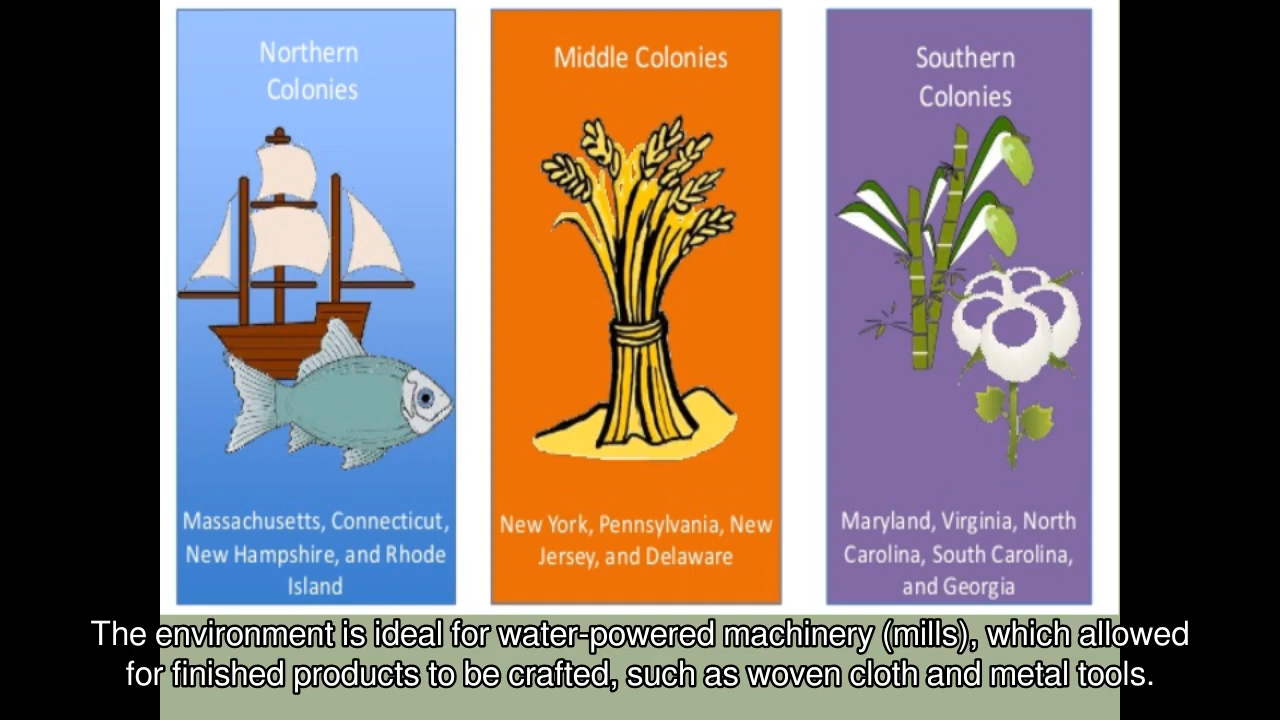 Northern
Colonies
Massachusetts, Connecticut,
New Hampshire, and Rhode
Island
Middle Colonies
New York, Pennsylvania, New
Jersey, and Delaware
Southern
Colonies
Maryland, Virginia, North
Carolina, South Carolina,
and Georgia
The environment is ideal for water-powered machinery (mills), which allowed
for finished products to be crafted, such as woven cloth and metal tools.